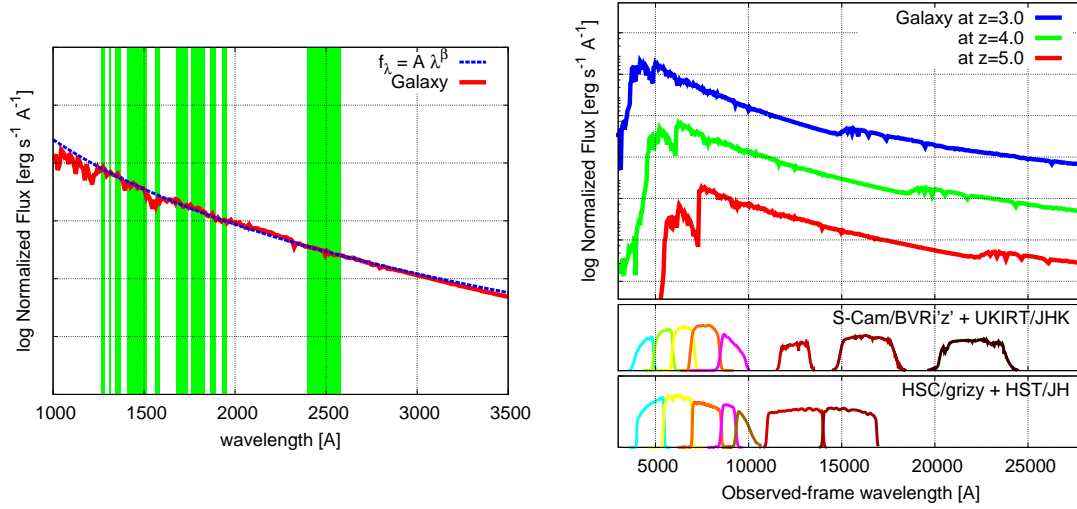 f_λ = A λ^β
Galaxy
log Normalized Flux [erg s⁻¹ A⁻¹]
1000 1500 2000 2500 3000 3500
wavelength [A]
Galaxy at z=3.0
at z=4.0
at z=5.0
log Normalized Flux [erg s⁻¹ A⁻¹]
S-Cam/BVRi'z' + UKIRT/JHK
HSC/grizy + HST/JH
5000 10000 15000 20000 25000
Observed-frame wavelength [A]